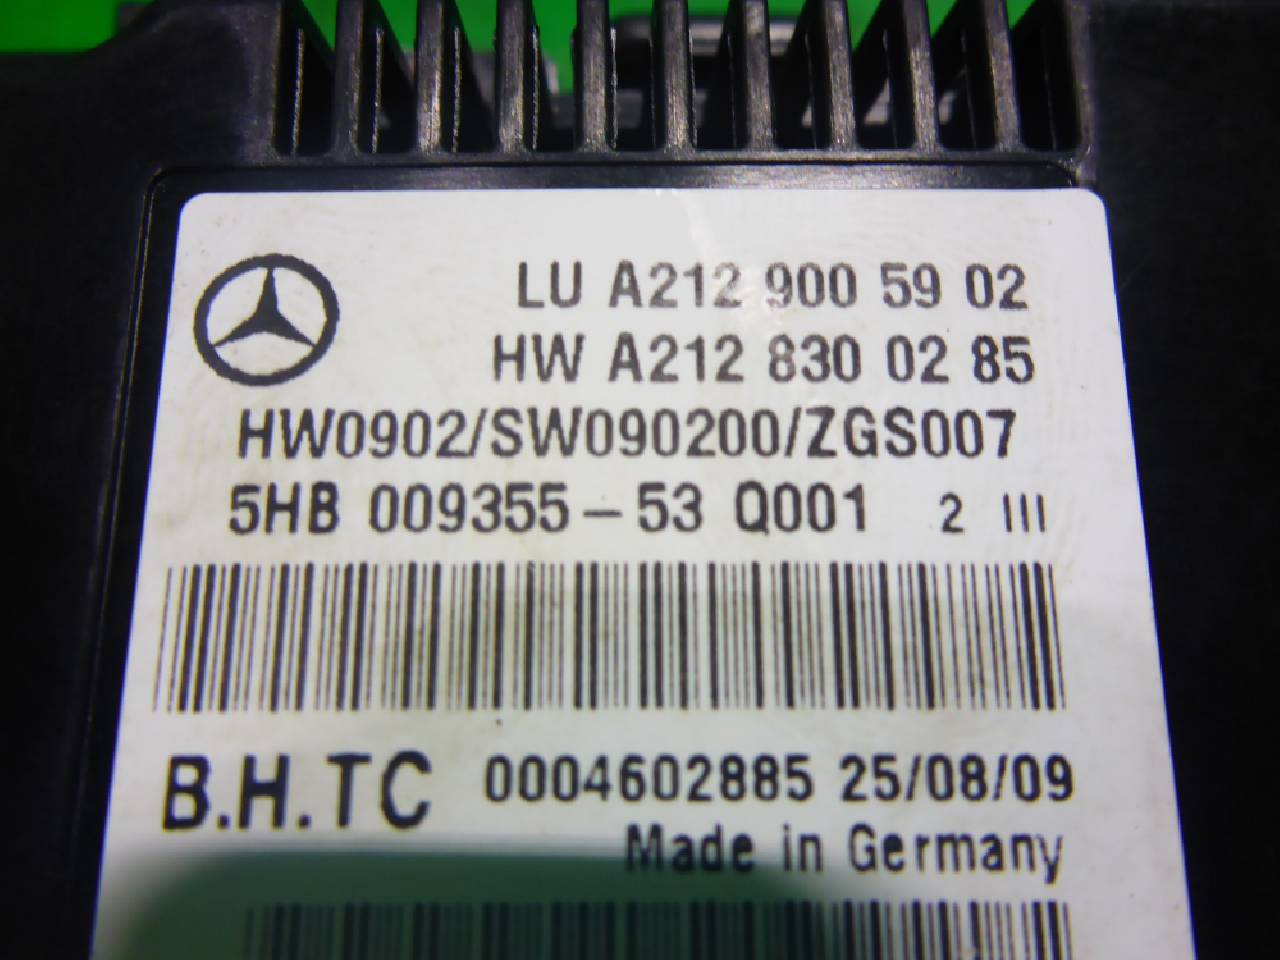 LU A212 900 59 02
HW A212 830 02 85
HW0902/SW090200/ZGS007
5HB 009355-53 Q001 2 III
B.H.TC 0004602885 25/08/09
Made in Germany